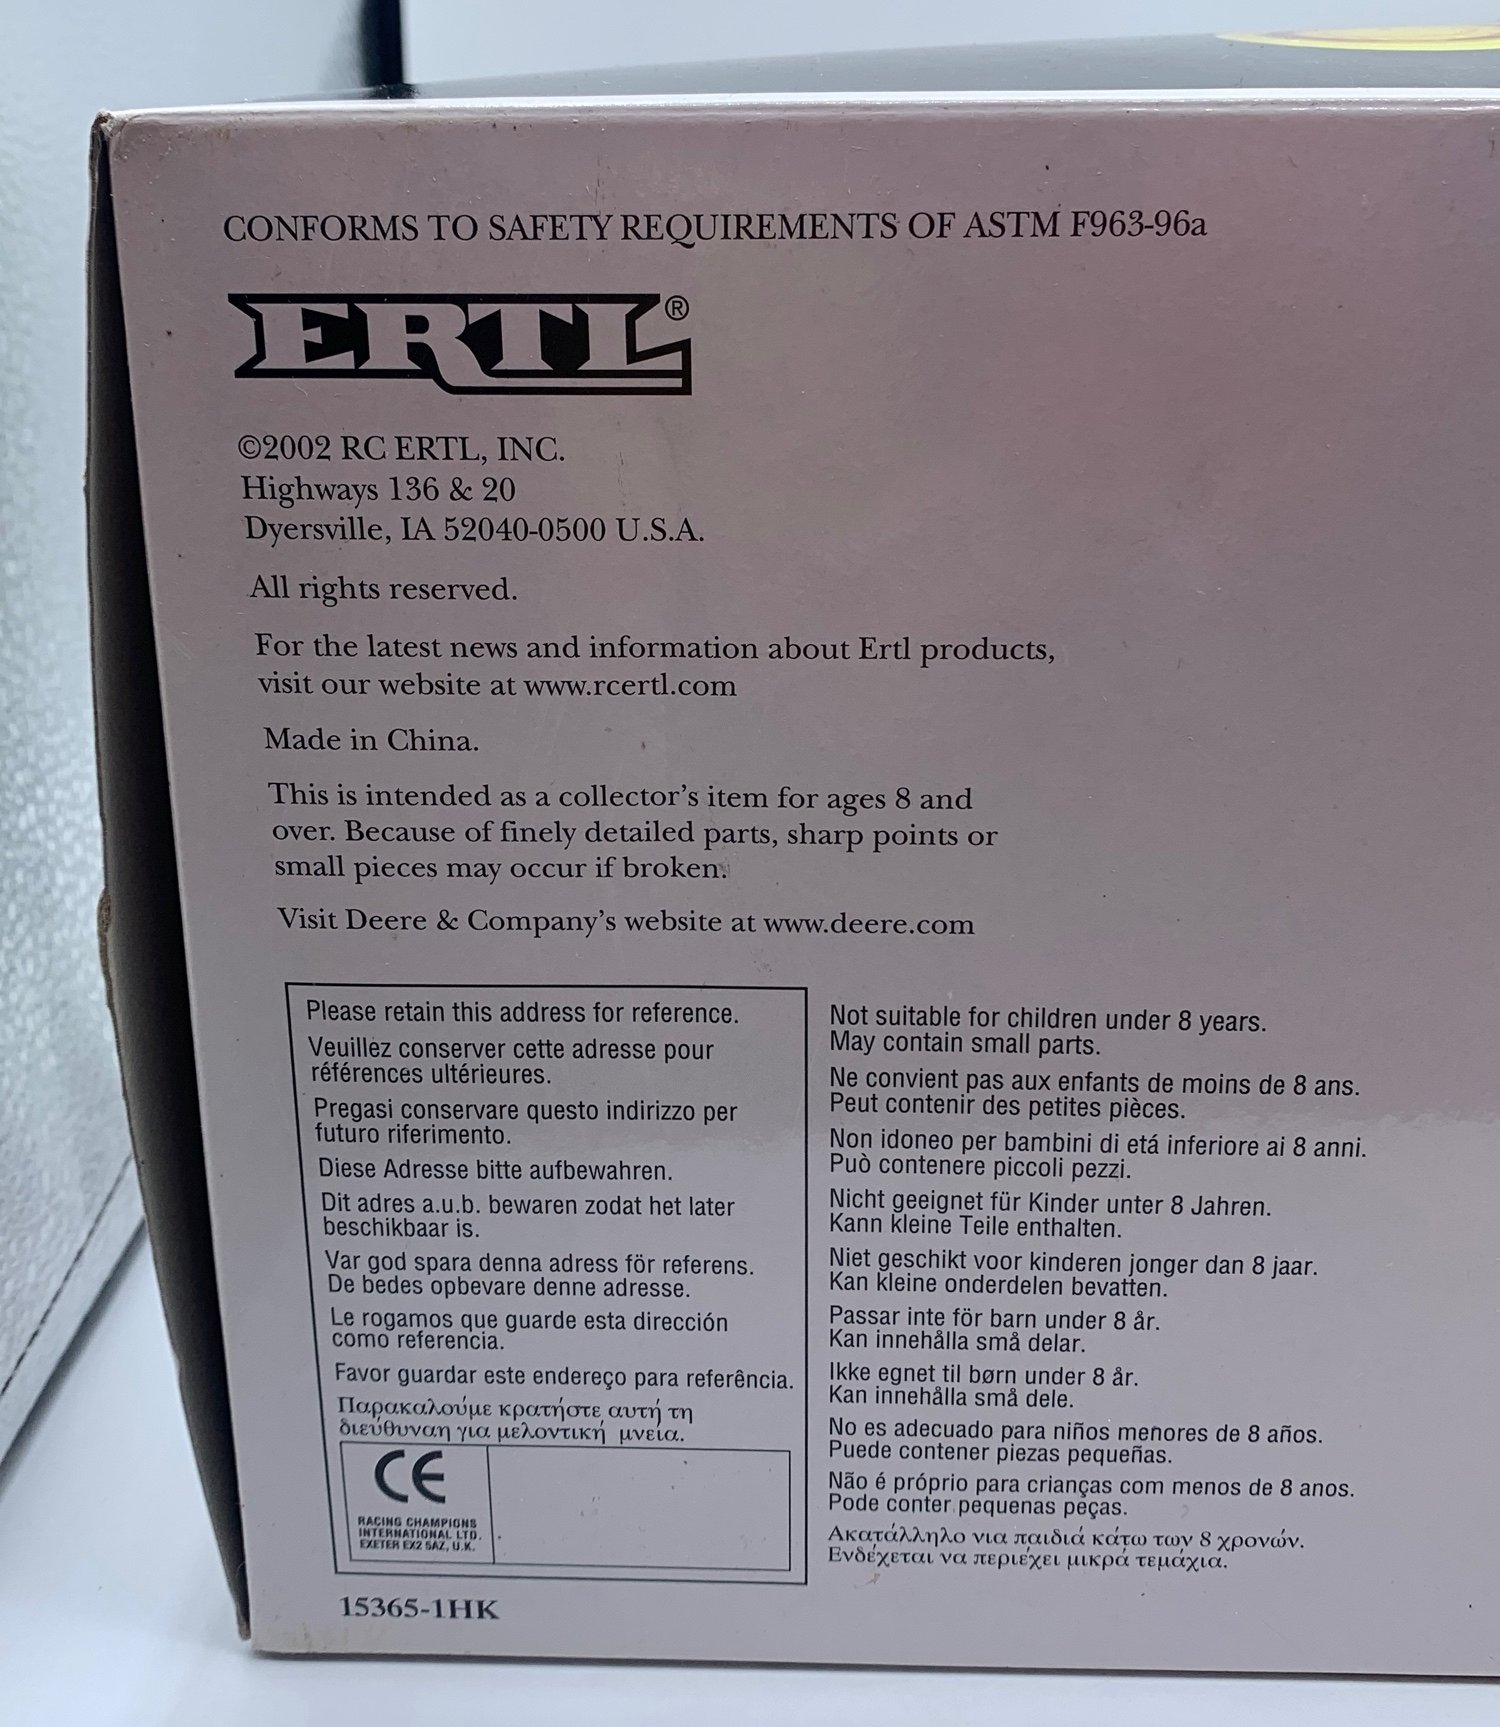 CONFORMS TO SAFETY REQUIREMENTS OF ASTM F963-96a
ERTL®
©2002 RC ERTL, INC.
Highways 136 & 20
Dyersville, IA 52040-0500 U.S.A.
All rights reserved.
For the latest news and information about Ertl products,
visit our website at www.rcertl.com
Made in China.
This is intended as a collector's item for ages 8 and
over. Because of finely detailed parts, sharp points or
small pieces may occur if broken.
Visit Deere & Company's website at www.deere.com
Please retain this address for reference.
Veuillez conserver cette adresse pour
références ultérieures.
Pregasi conservare questo indirizzo per
futuro riferimento.
Diese Adresse bitte aufbewahren.
Dit adres a.u.b. bewaren zodat het later
beschikbaar is.
Var god spara denna adress för referens.
De bedes opbevare denne adresse.
Le rogamos que guarde esta dirección
como referencia.
Favor guardar este endereço para referência.
Παρακαλούμε κρατήστε αυτή τη
διεύθυναη για μελοντική μνεία.
CE
RACING CHAMPIONS
INTERNATIONAL LTD.
EXETER EX2 5AZ, U.K.
Not suitable for children under 8 years.
May contain small parts.
Ne convient pas aux enfants de moins de 8 ans.
Peut contenir des petites pièces.
Non idoneo per bambini di etá inferiore ai 8 anni.
Può contenere piccoli pezzi.
Nicht geeignet für Kinder unter 8 Jahren.
Kann kleine Teile enthalten.
Niet geschikt voor kinderen jonger dan 8 jaar.
Kan kleine onderdelen bevatten.
Passar inte för barn under 8 år.
Kan innehålla små delar.
Ikke egnet til børn under 8 år.
Kan innehålla små dele.
No es adecuado para niños menores de 8 años.
Puede contener piezas pequeñas.
Não é próprio para crianças com menos de 8 anos.
Pode conter pequenas peças.
Ακατάλληλο νια παιδιά κάτω των 8 χρονών.
Ενδέχεται να περιέχει μικρά τεμάχια.
15365-1HK